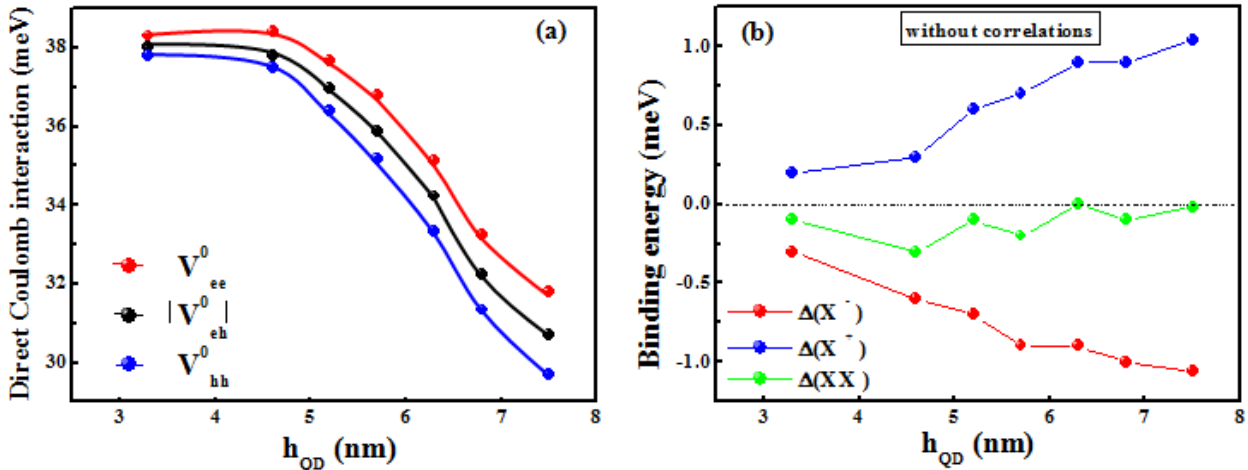 (a)
Direct Coulomb interaction (meV)
38
36
34
32
30
V⁰ee
|V⁰eh|
V⁰hh
3 4 5 6 7 8
hQD (nm)
(b)
without correlations
Binding energy (meV)
1.0
0.5
0.0
-0.5
-1.0
Δ(X⁻)
Δ(X⁺)
Δ(XX)
3 4 5 6 7 8
hQD (nm)